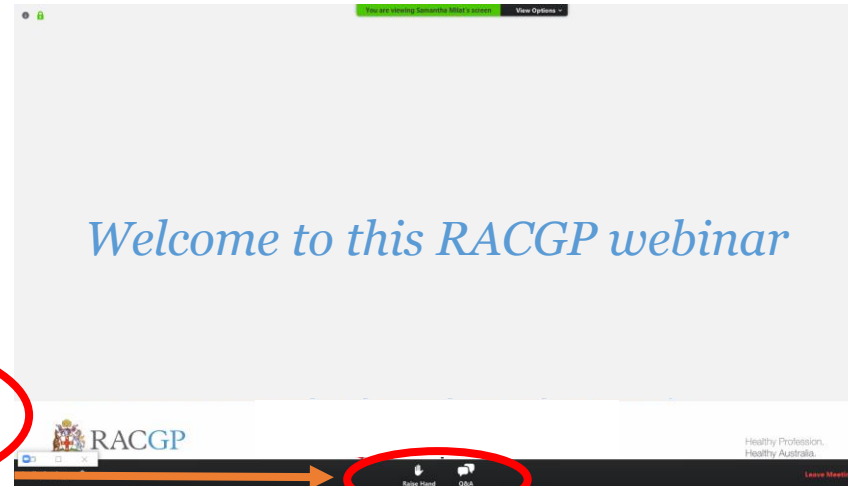 You are viewing Samantha Milet's screen View Options
Welcome to this RACGP webinar
RACGP
Healthy Profession.
Healthy Australia.
Raise Hand Q&A
Leave Meeting